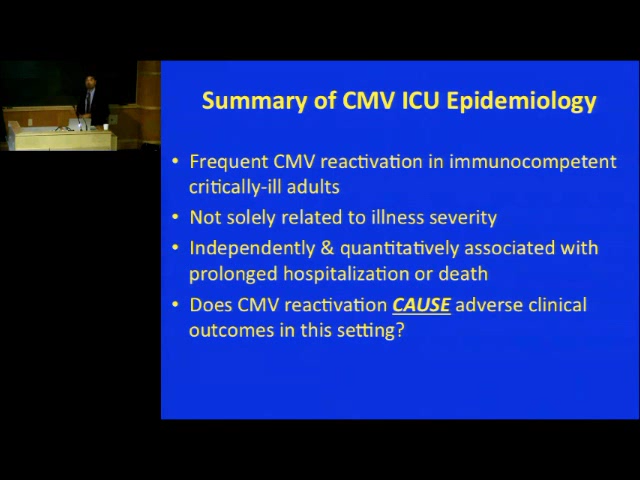 Summary of CMV ICU Epidemiology
• Frequent CMV reactivation in immunocompetent
critically-ill adults
• Not solely related to illness severity
• Independently & quantitatively associated with
prolonged hospitalization or death
• Does CMV reactivation CAUSE adverse clinical
outcomes in this setting?